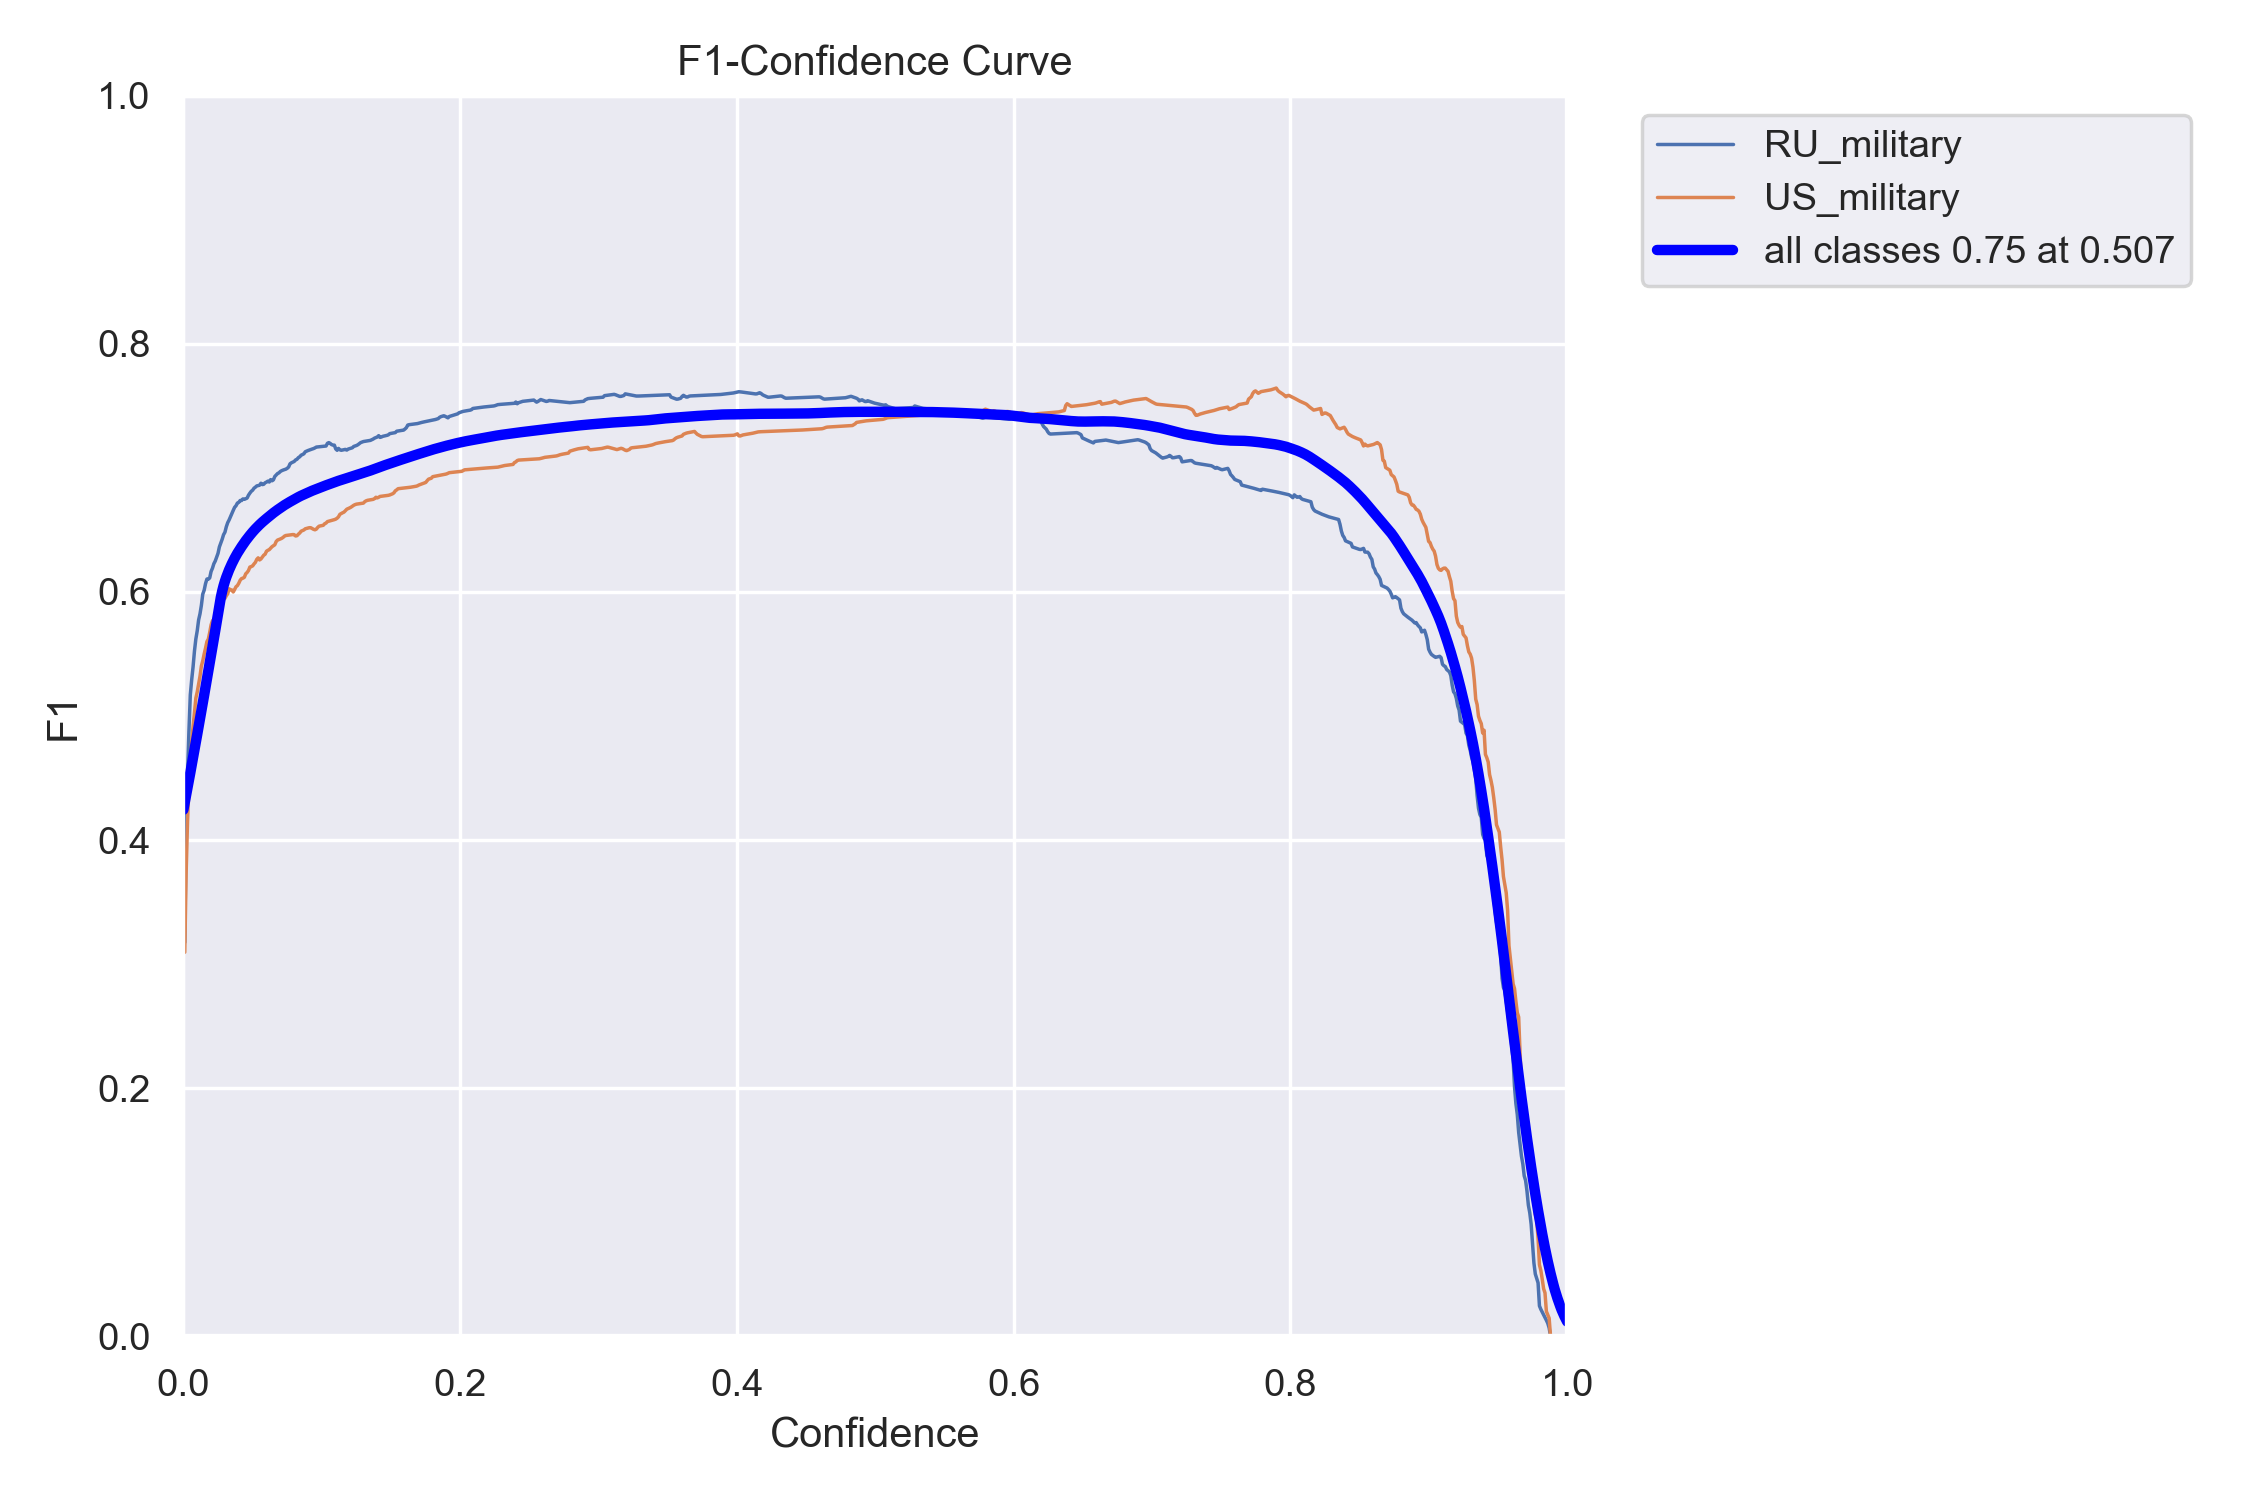 F1-Confidence Curve
1.0
0.8
0.6
0.4
0.2
0.0
F1
0.0 0.2 0.4 0.6 0.8 1.0
Confidence
RU_military
US_military
all classes 0.75 at 0.507